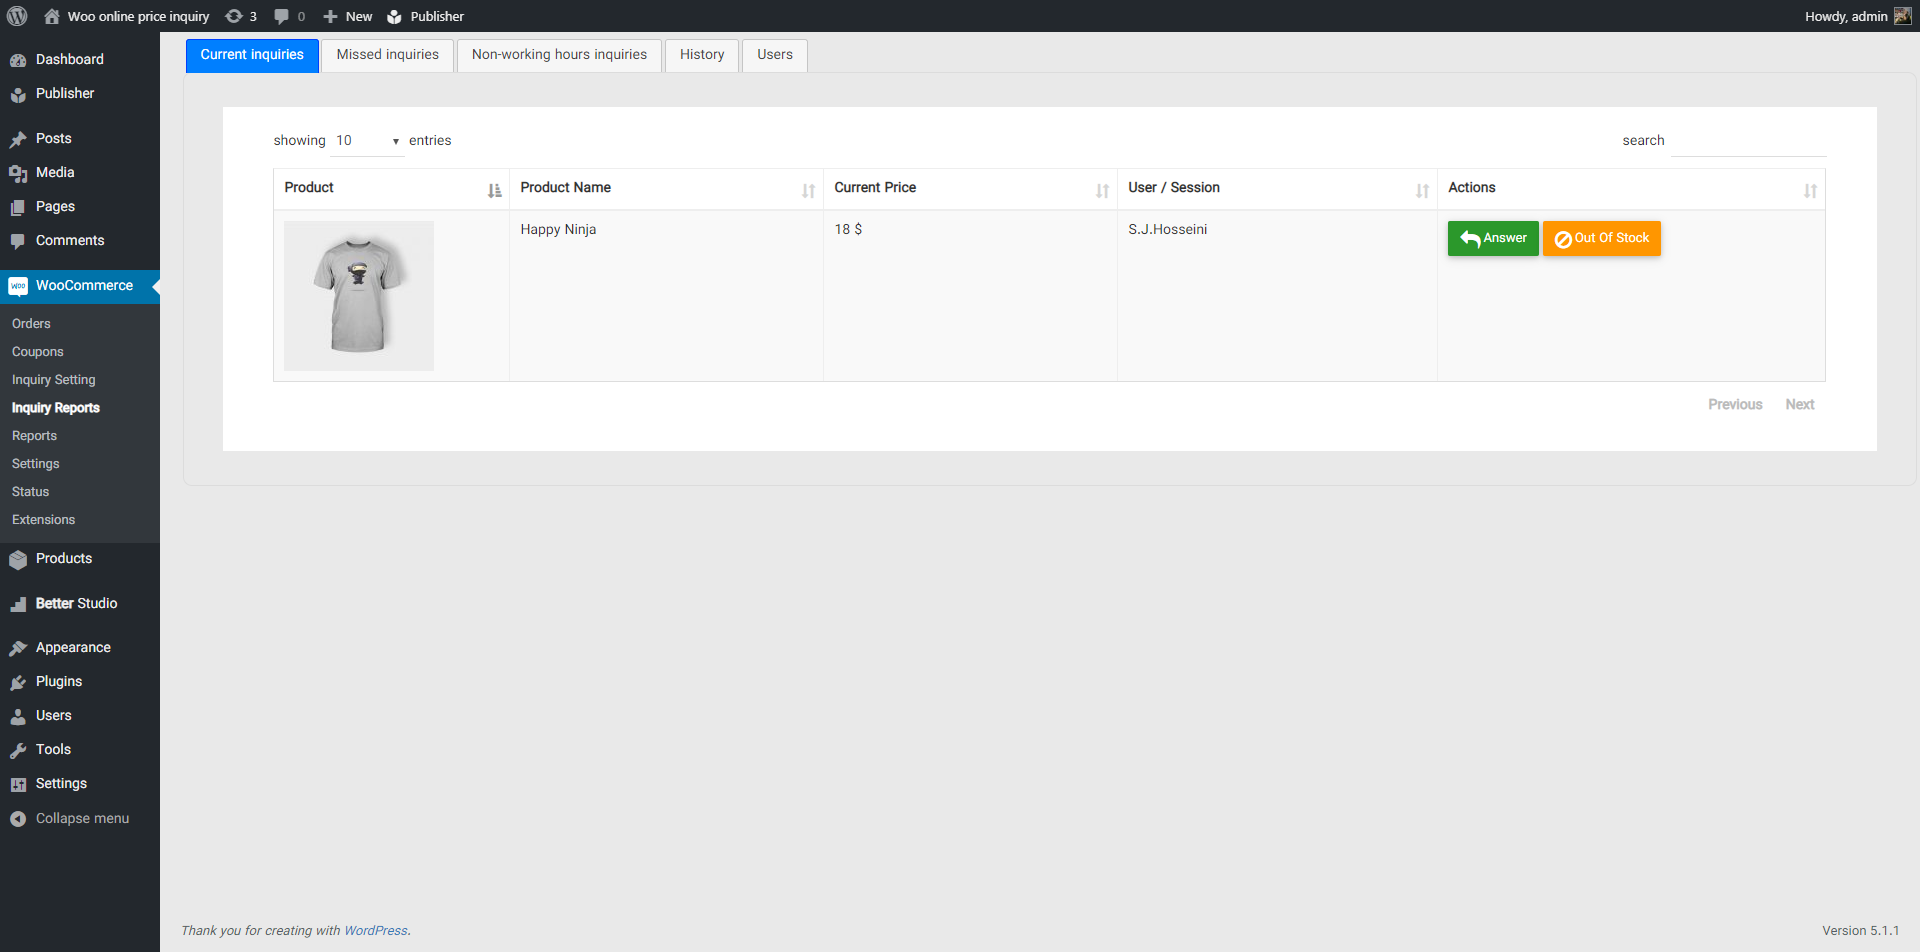 Woo online price inquiry 3 0 New Publisher Howdy, admin
Dashboard
Publisher
Posts
Media
Pages
Comments
woo WooCommerce
Orders
Coupons
Inquiry Setting
Inquiry Reports
Reports
Settings
Status
Extensions
Products
Better Studio
Appearance
Plugins
Users
Tools
Settings
Collapse menu
Current inquiries Missed inquiries Non-working hours inquiries History Users
showing 10 entries search
Product Product Name Current Price User / Session Actions
Happy Ninja 18 $ S.J.Hosseini Answer Out Of Stock
Previous Next
Thank you for creating with WordPress. Version 5.1.1